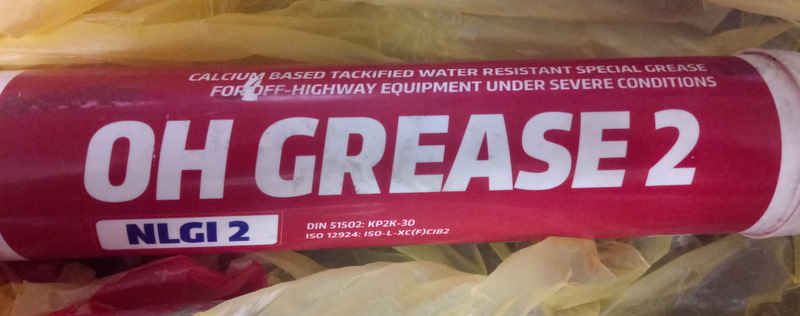 CALCIUM BASED TACKIFIED WATER RESISTANT SPECIAL GREASE
FOR OFF-HIGHWAY EQUIPMENT UNDER SEVERE CONDITIONS
OH GREASE 2
NLGI 2
DIN 51502: KP2K-30
ISO 12924: ISO-L-XC(F)CIB2